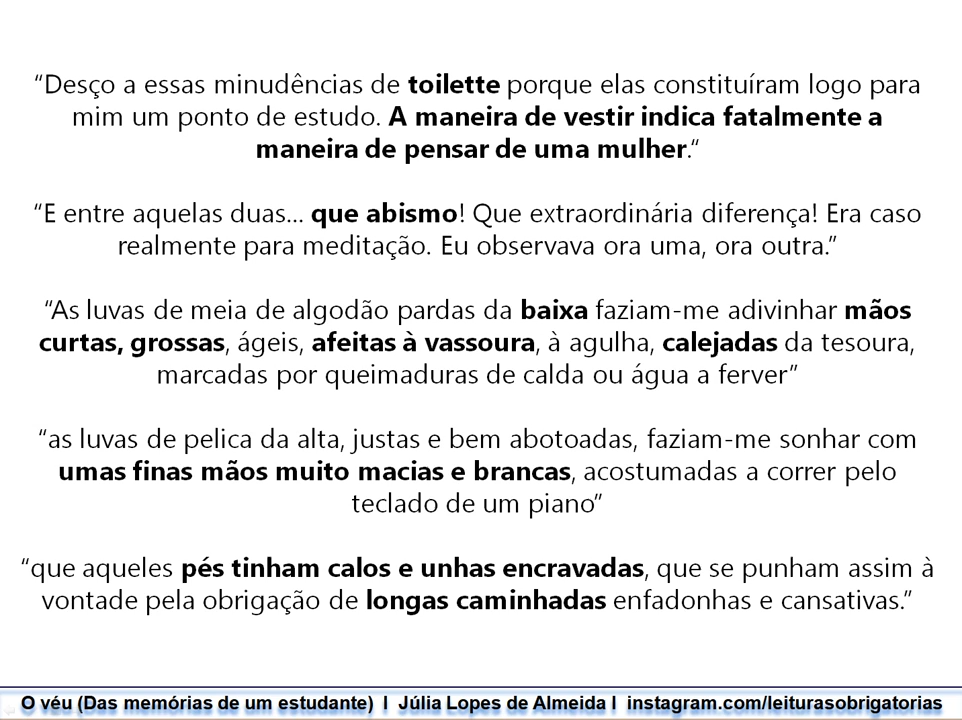 “Desço a essas minudências de toilette porque elas constituíram logo para
mim um ponto de estudo. A maneira de vestir indica fatalmente a
maneira de pensar de uma mulher.“
“E entre aquelas duas... que abismo! Que extraordinária diferença! Era caso
realmente para meditação. Eu observava ora uma, ora outra.”
“As luvas de meia de algodão pardas da baixa faziam-me adivinhar mãos
curtas, grossas, ágeis, afeitas à vassoura, à agulha, calejadas da tesoura,
marcadas por queimaduras de calda ou água a ferver”
“as luvas de pelica da alta, justas e bem abotoadas, faziam-me sonhar com
umas finas mãos muito macias e brancas, acostumadas a correr pelo
teclado de um piano”
“que aqueles pés tinham calos e unhas encravadas, que se punham assim à
vontade pela obrigação de longas caminhadas enfadonhas e cansativas.”
O véu (Das memórias de um estudante) I Júlia Lopes de Almeida I instagram.com/leiturasobrigatorias